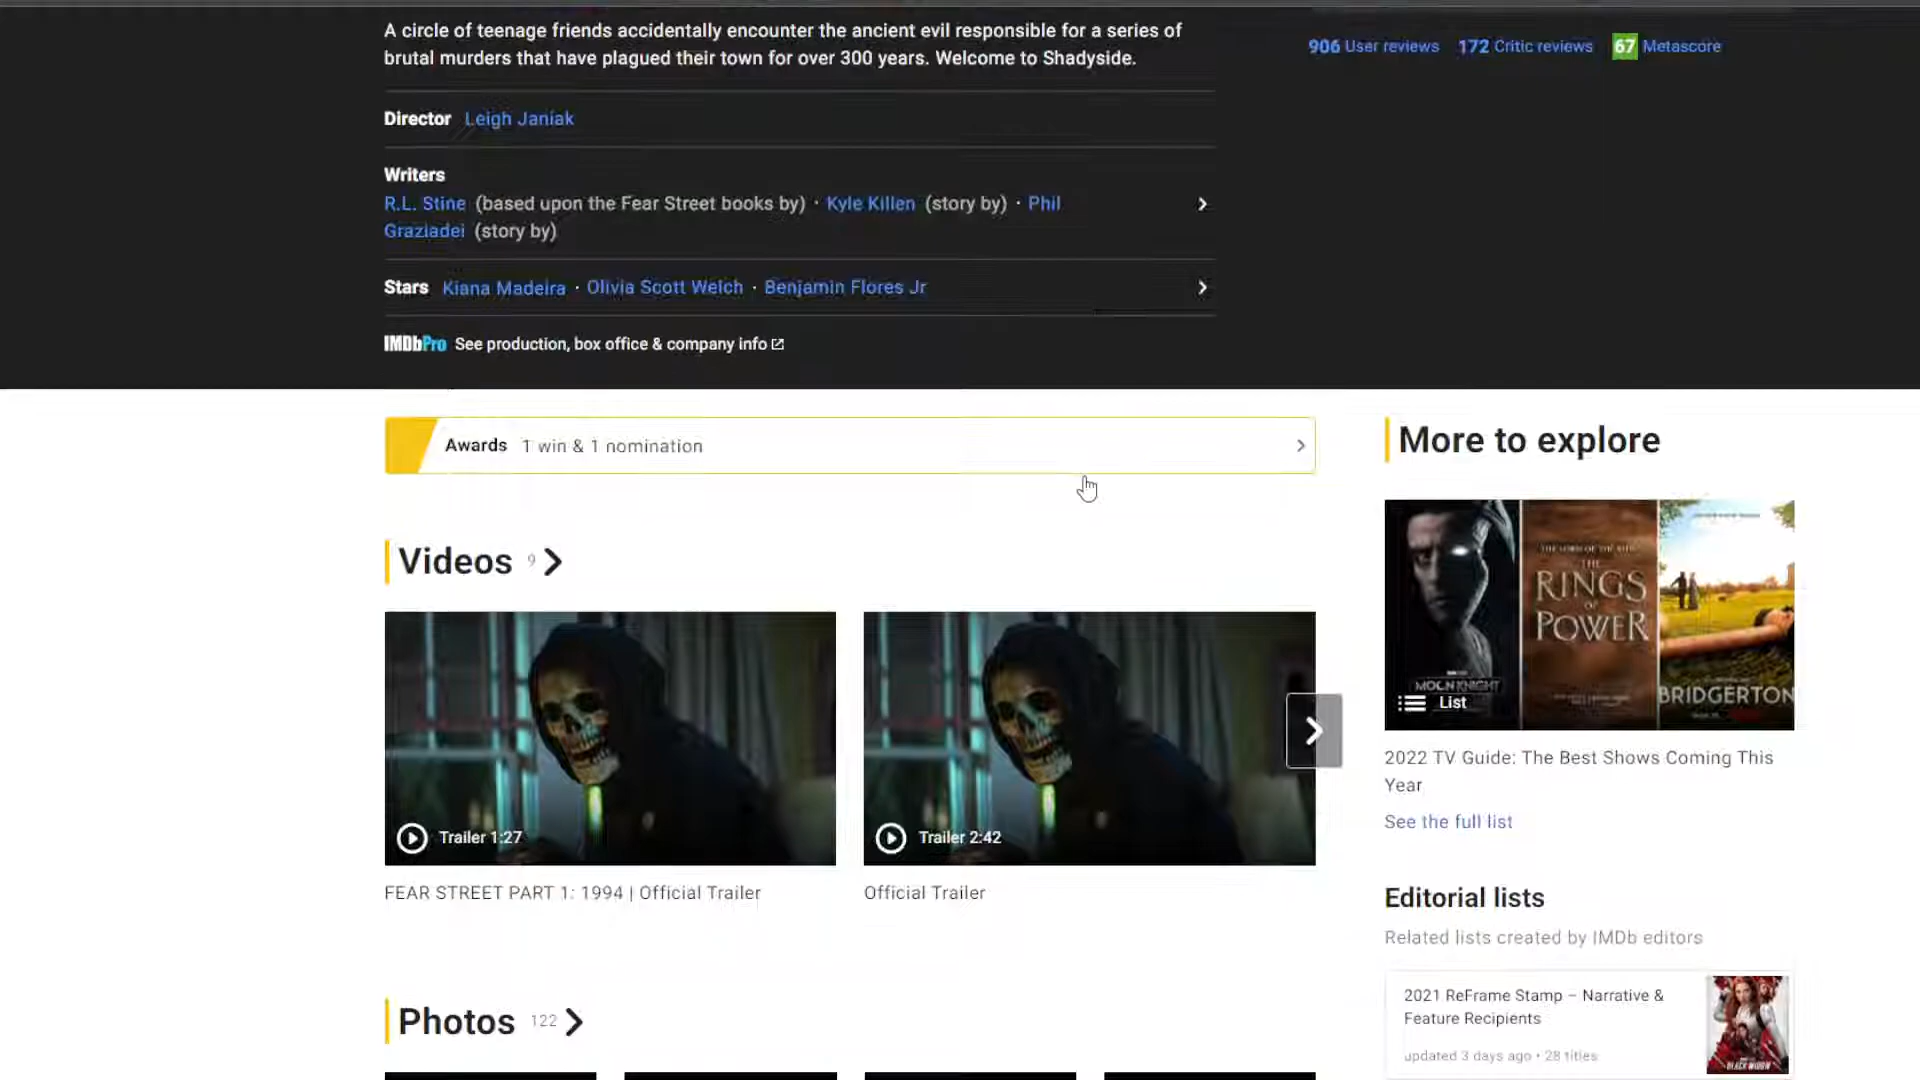 A circle of teenage friends accidentally encounter the ancient evil responsible for a series of
brutal murders that have plagued their town for over 300 years. Welcome to Shadyside.
906 User reviews 172 Critic reviews 67 Metascore
Director Leigh Janiak
Writers
R.L. Stine (based upon the Fear Street books by) · Kyle Killen (story by) · Phil
Graziadei (story by)
Stars Kiana Madeira · Olivia Scott Welch · Benjamin Flores Jr
IMDbPro See production, box office & company info
Awards 1 win & 1 nomination
Videos 9
Trailer 1:27
Trailer 2:42
FEAR STREET PART 1: 1994 | Official Trailer
Official Trailer
Photos 122
More to explore
MOON KNIGHT
THE
RINGS
OF
POWER
BRIDGERTON
List
2022 TV Guide: The Best Shows Coming This
Year
See the full list
Editorial lists
Related lists created by IMDb editors
2021 ReFrame Stamp – Narrative &
Feature Recipients
updated 3 days ago • 28 titles
BLACK WIDOW